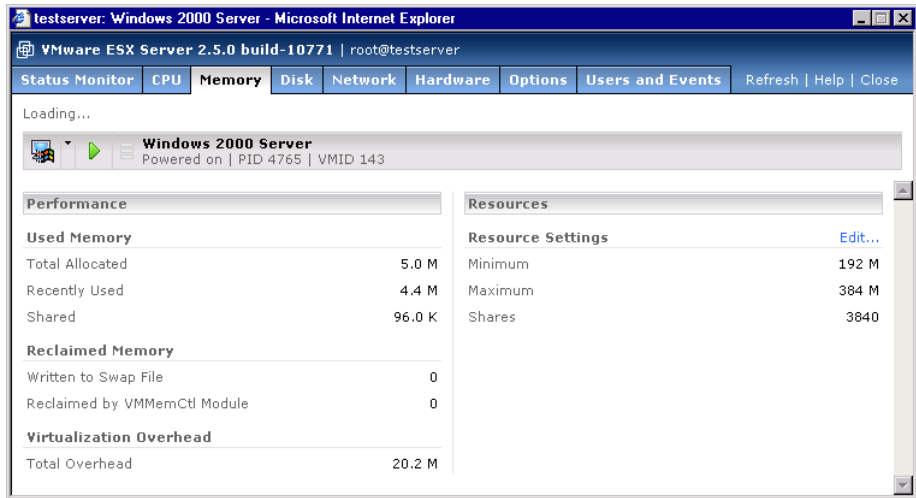 testserver: Windows 2000 Server - Microsoft Internet Explorer
VMware ESX Server 2.5.0 build-10771 | root@testserver
Status Monitor CPU Memory Disk Network Hardware Options Users and Events Refresh | Help | Close
Loading...
Windows 2000 Server
Powered on | PID 4765 | VMID 143
Performance
Used Memory
Total Allocated 5.0 M
Recently Used 4.4 M
Shared 96.0 K
Reclaimed Memory
Written to Swap File 0
Reclaimed by VMMemCtl Module 0
Virtualization Overhead
Total Overhead 20.2 M
Resources
Resource Settings Edit...
Minimum 192 M
Maximum 384 M
Shares 3840